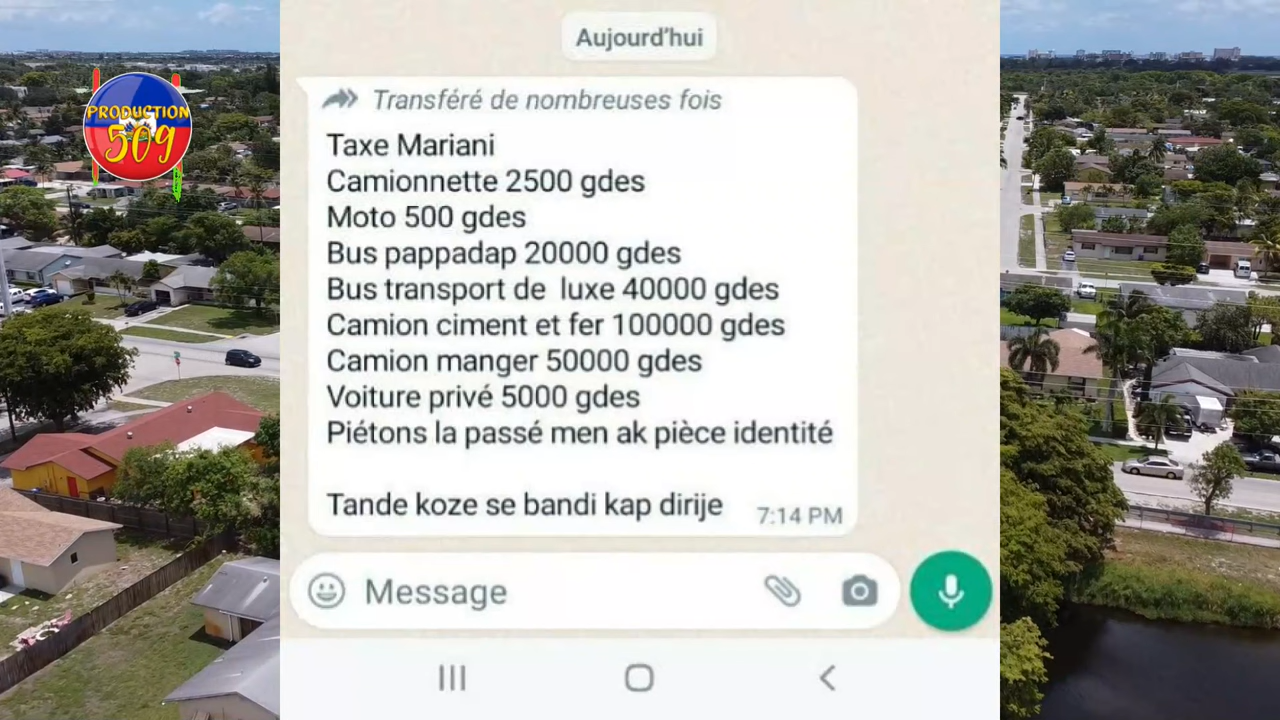 PRODUCTION
509
Aujourd'hui
Transféré de nombreuses fois
Taxe Mariani
Camionnette 2500 gdes
Moto 500 gdes
Bus pappadap 20000 gdes
Bus transport de luxe 40000 gdes
Camion ciment et fer 100000 gdes
Camion manger 50000 gdes
Voiture privé 5000 gdes
Piétons la passé men ak pièce identité
Tande koze se bandi kap dirije
7:14 PM
Message